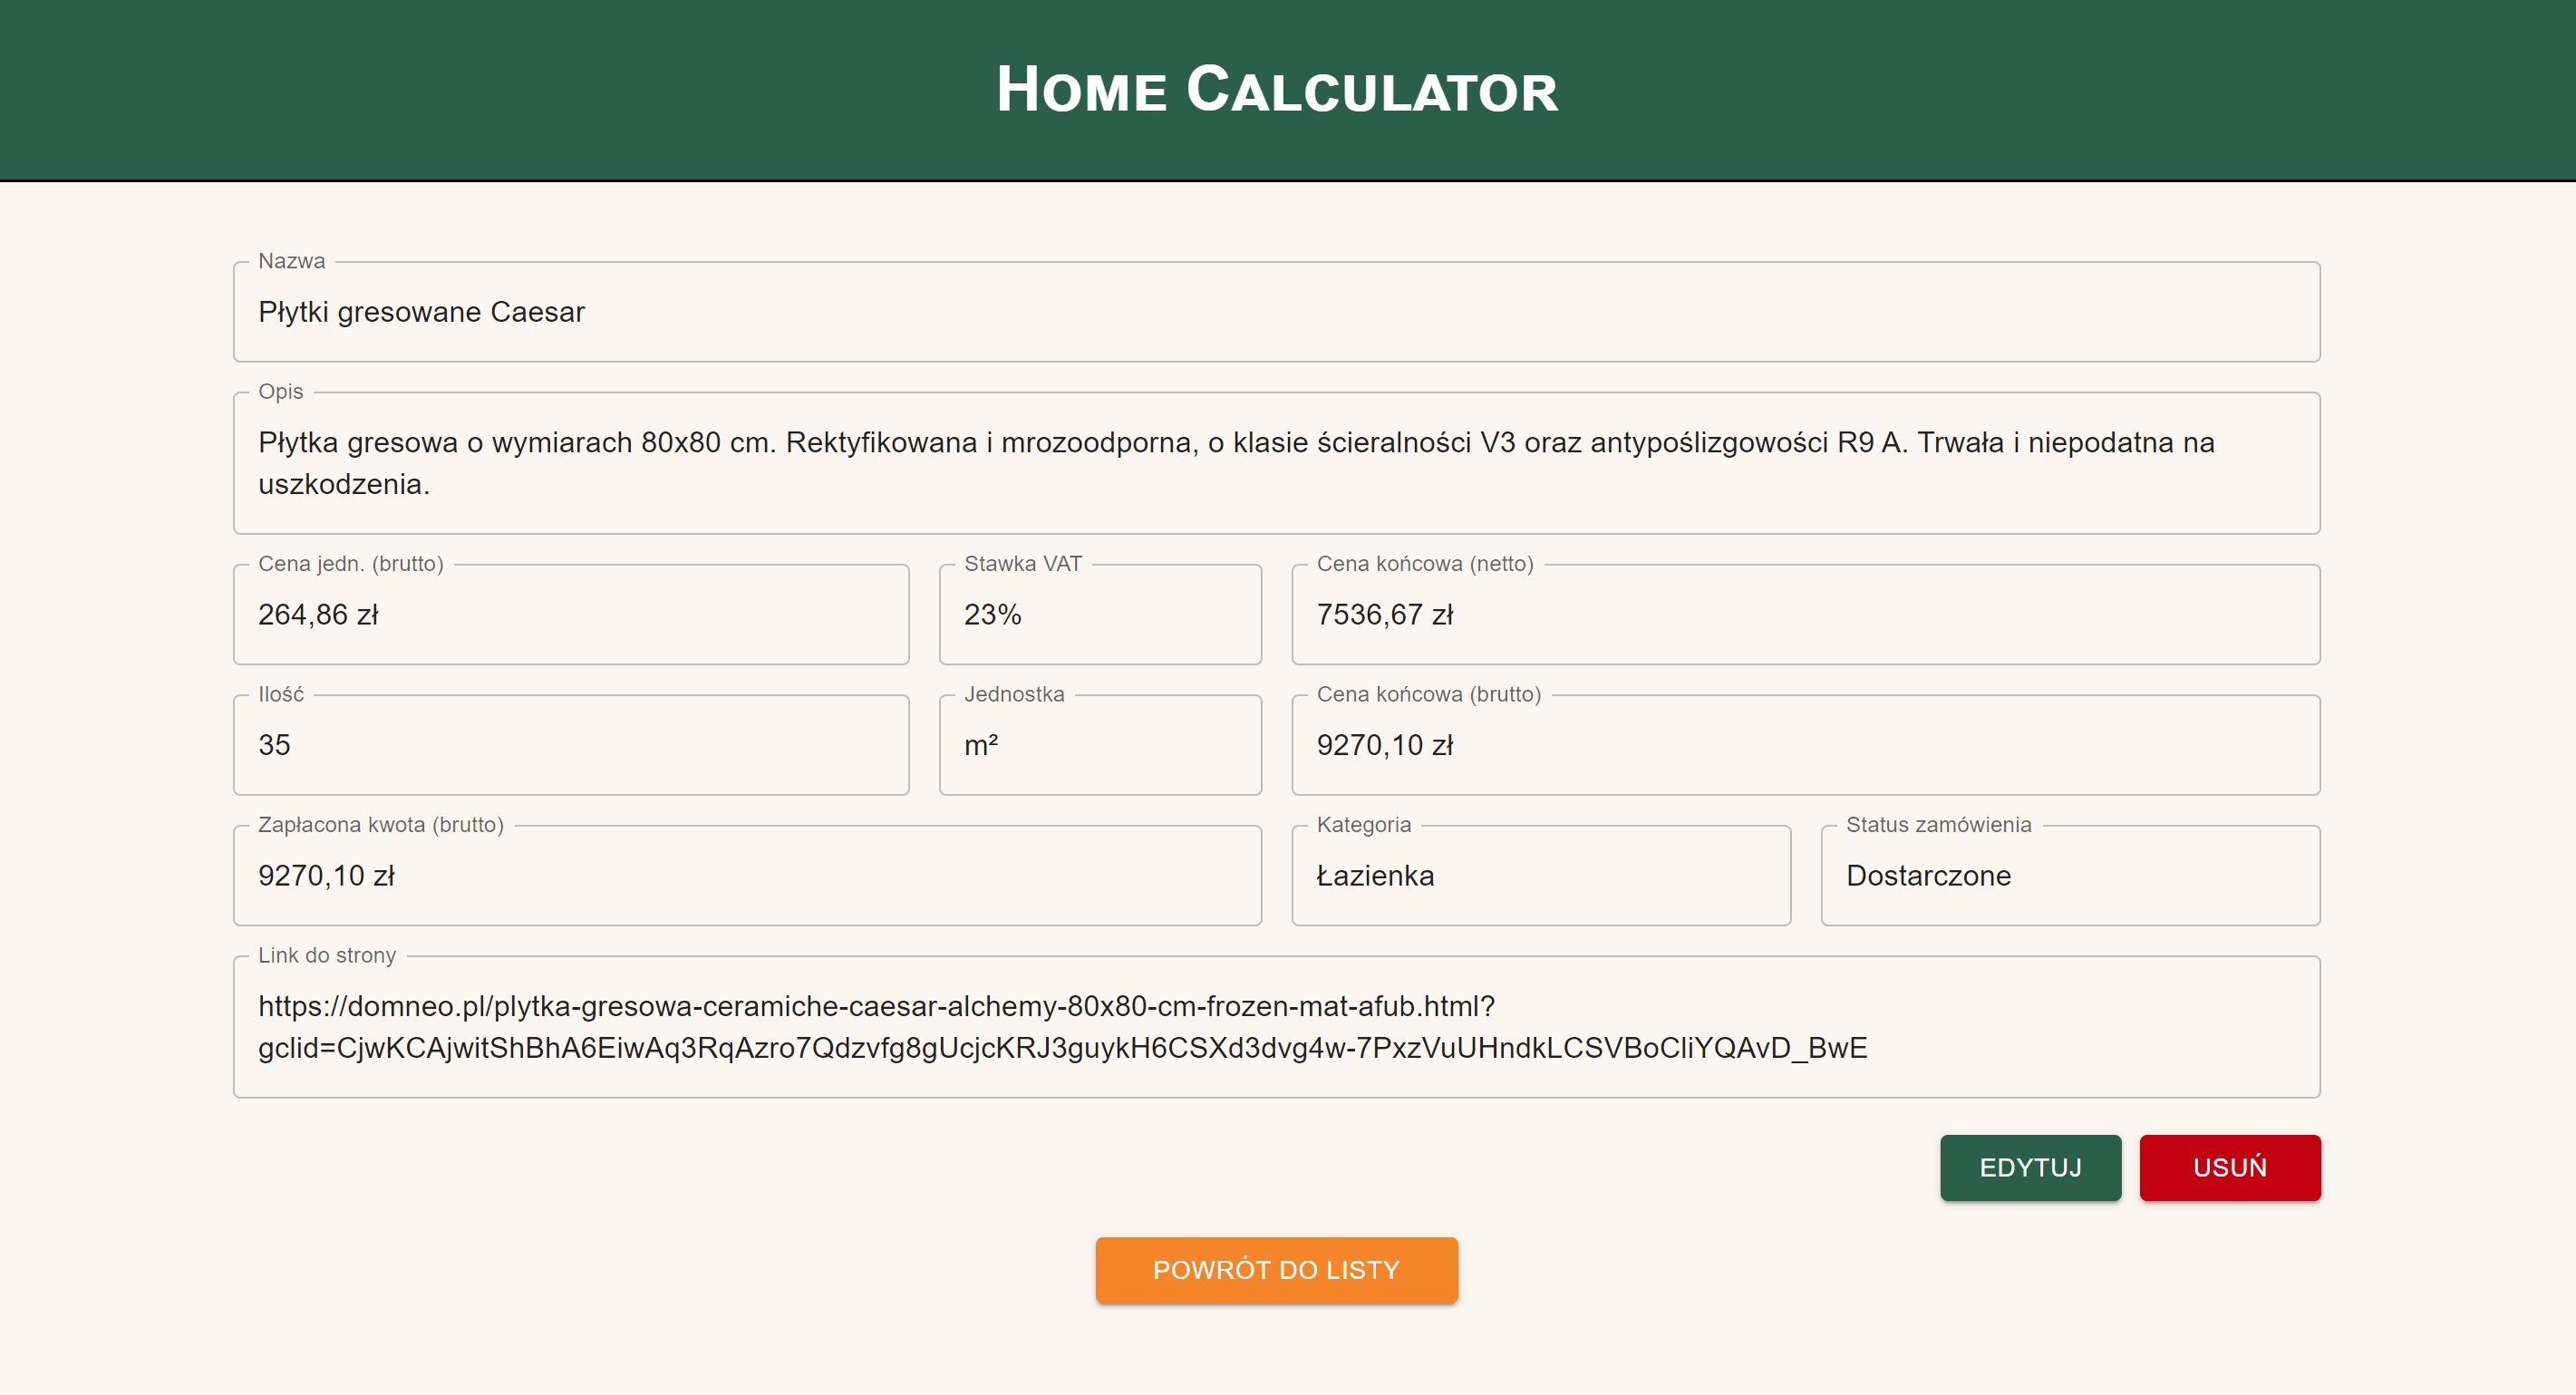 Home Calculator
Nazwa
Płytki gresowane Caesar
Opis
Płytka gresowa o wymiarach 80x80 cm. Rektyfikowana i mrozoodporna, o klasie ścieralności V3 oraz antypoślizgowości R9 A. Trwała i niepodatna na
uszkodzenia.
Cena jedn. (brutto)
264,86 zł
Stawka VAT
23%
Cena końcowa (netto)
7536,67 zł
Ilość
35
Jednostka
m²
Cena końcowa (brutto)
9270,10 zł
Zapłacona kwota (brutto)
9270,10 zł
Kategoria
Łazienka
Status zamówienia
Dostarczone
Link do strony
https://domneo.pl/plytka-gresowa-ceramiche-caesar-alchemy-80x80-cm-frozen-mat-afub.html?
gclid=CjwKCAjwitShBhA6EiwAq3RqAzro7Qdzvfg8gUcjcKRJ3guykH6CSXd3dvg4w-7PxzVuUHndkLCSVBoCliYQAvD_BwE
EDYTUJ
USUŃ
POWRÓT DO LISTY